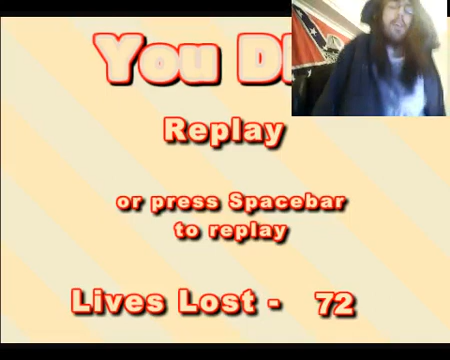 You D
Replay
or press Spacebar
to replay
Lives Lost - 72